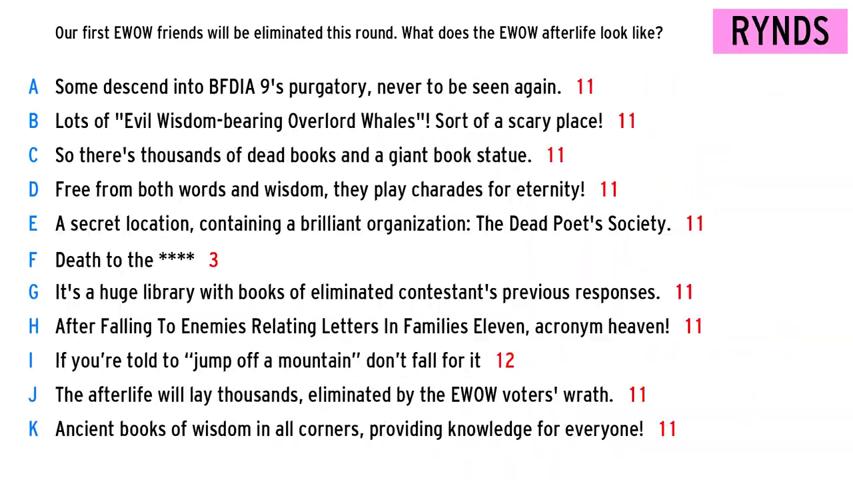 Our first EWOW friends will be eliminated this round. What does the EWOW afterlife look like?
RYNDS
A Some descend into BFDIA 9's purgatory, never to be seen again. 11
B Lots of "Evil Wisdom-bearing Overlord Whales"! Sort of a scary place! 11
C So there's thousands of dead books and a giant book statue. 11
D Free from both words and wisdom, they play charades for eternity! 11
E A secret location, containing a brilliant organization: The Dead Poet's Society. 11
F Death to the **** 3
G It's a huge library with books of eliminated contestant's previous responses. 11
H After Falling To Enemies Relating Letters In Families Eleven, acronym heaven! 11
I If you’re told to “jump off a mountain” don’t fall for it 12
J The afterlife will lay thousands, eliminated by the EWOW voters' wrath. 11
K Ancient books of wisdom in all corners, providing knowledge for everyone! 11